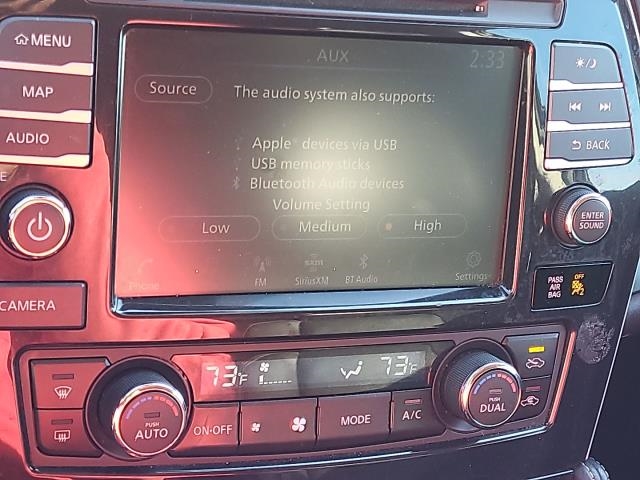 MENU
MAP
AUDIO
AUX
2:33
Source
The audio system also supports:
Apple® devices via USB
USB memory sticks
Bluetooth Audio devices
Volume Setting
Low
Medium
High
Phone
FM
sxm
SiriusXM
BT Audio
Settings
BACK
ENTER
SOUND
PASS
AIR
BAG
OFF
2
CAMERA
73°F
73°F
PUSH
AUTO
ON·OFF
MODE
A/C
PUSH
DUAL